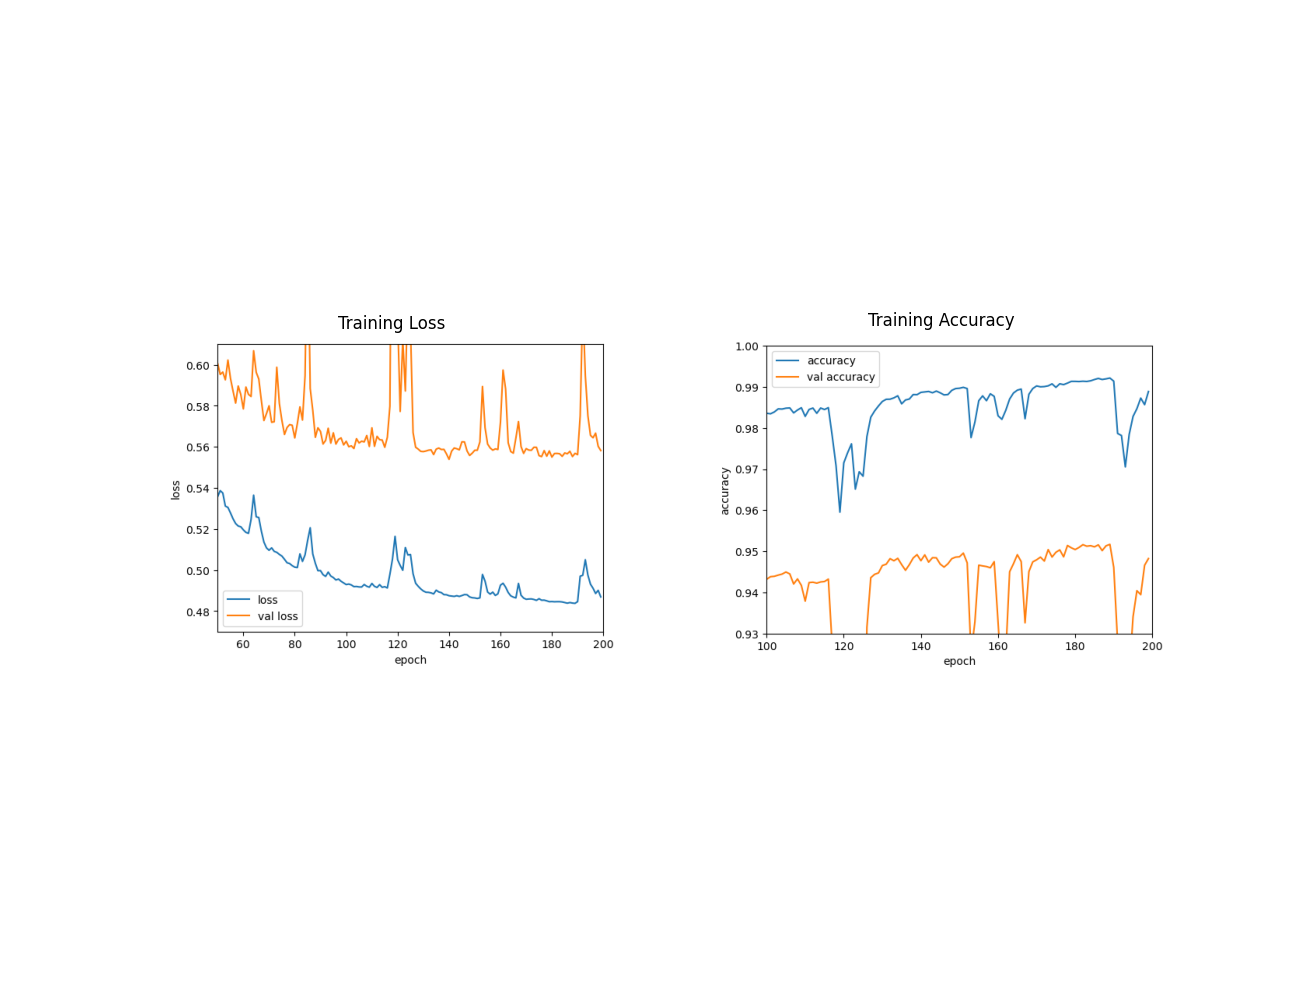 Training Loss
0.60
0.58
0.56
0.54
0.52
0.50
0.48
loss
loss
val loss
60 80 100 120 140 160 180 200
epoch
Training Accuracy
1.00
0.99
0.98
0.97
0.96
0.95
0.94
0.93
accuracy
accuracy
val accuracy
100 120 140 160 180 200
epoch